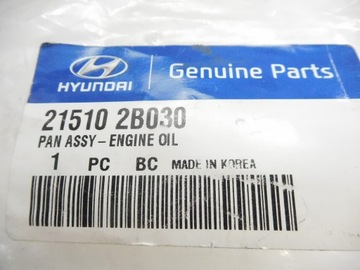 HYUNDAI
Genuine Parts
21510 2B030
PAN ASSY-ENGINE OIL
1 PC BC MADE IN KOREA